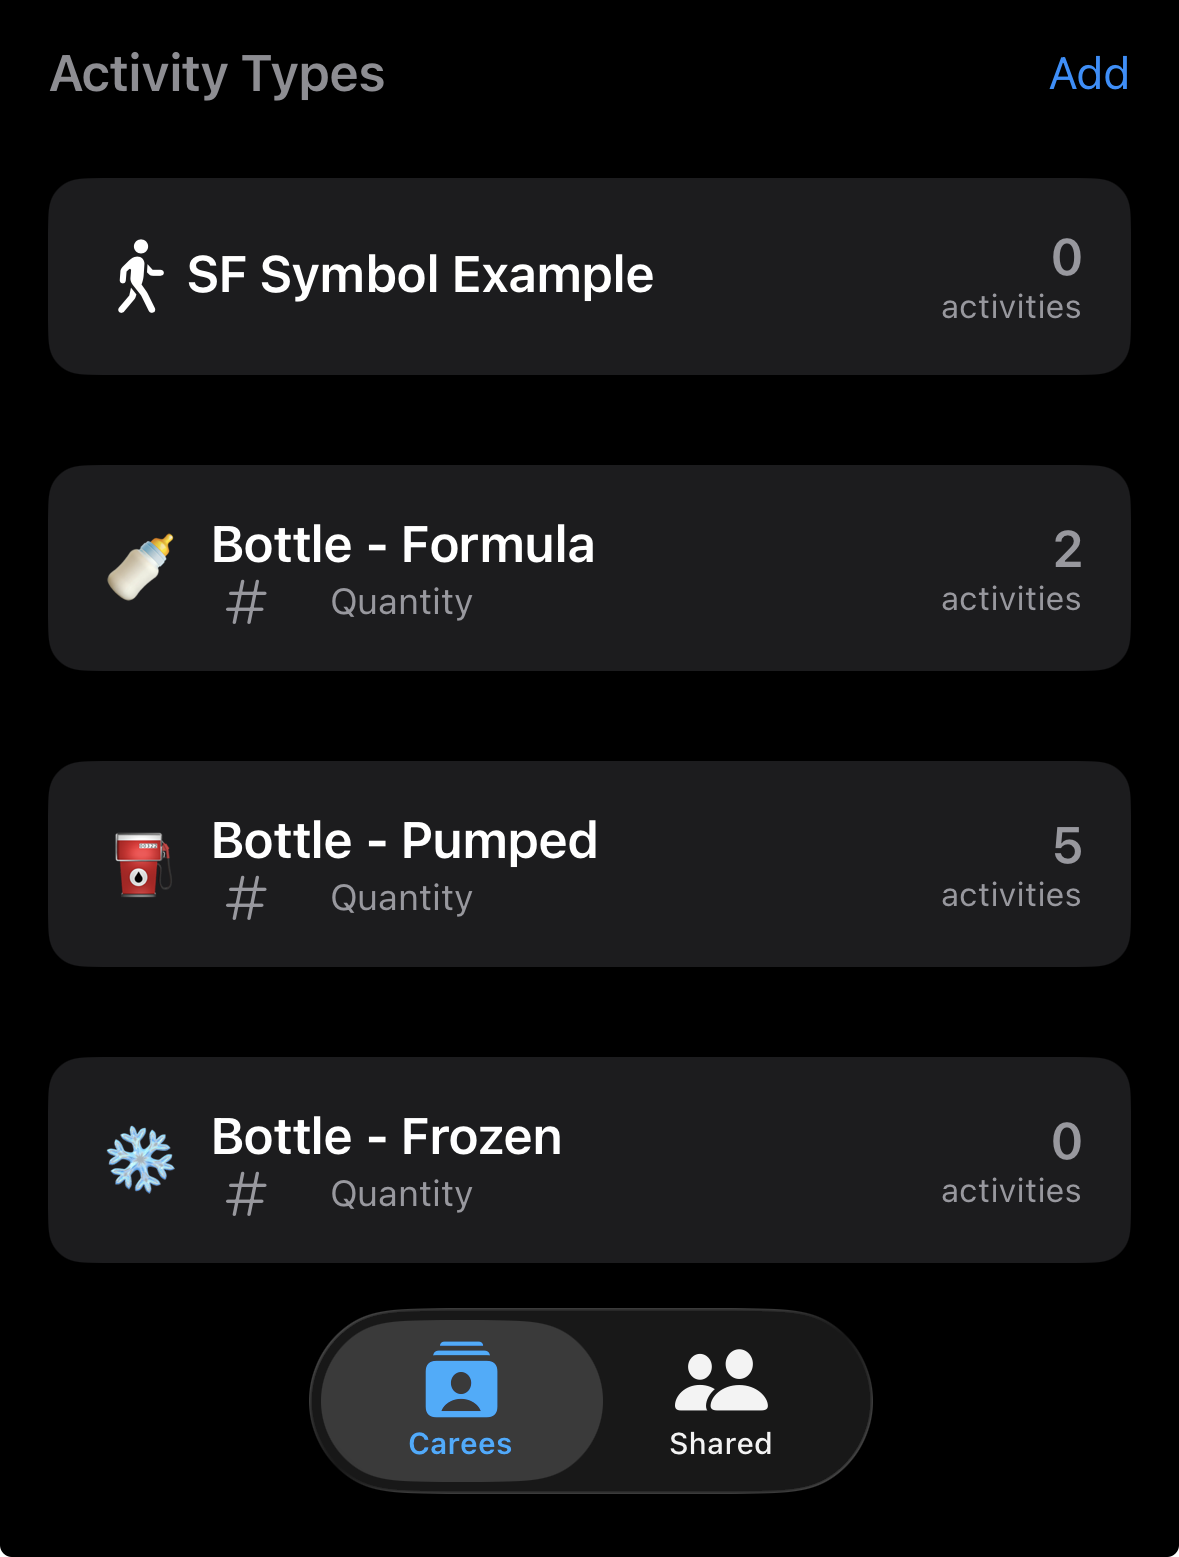 Activity Types
Add
SF Symbol Example
0
activities
Bottle - Formula
# Quantity
2
activities
Bottle - Pumped
# Quantity
5
activities
Bottle - Frozen
# Quantity
0
activities
Carees
Shared